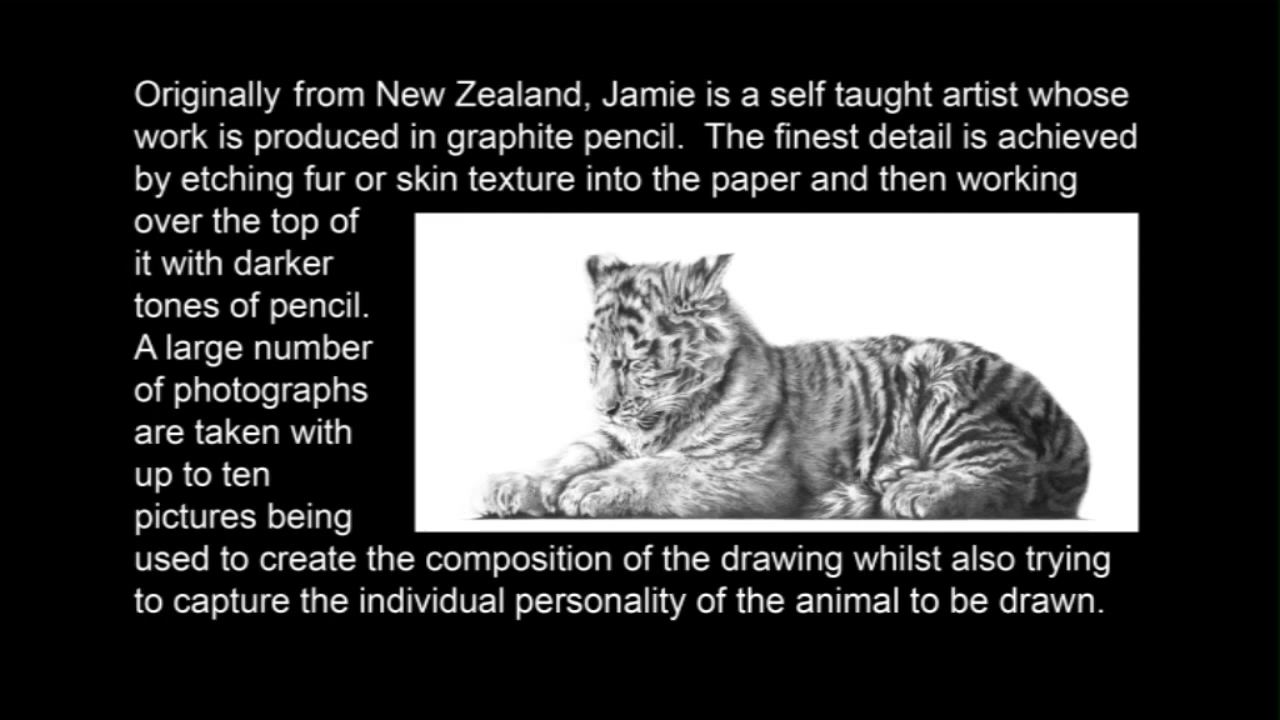 Originally from New Zealand, Jamie is a self taught artist whose
work is produced in graphite pencil.  The finest detail is achieved
by etching fur or skin texture into the paper and then working
over the top of
it with darker
tones of pencil.
A large number
of photographs
are taken with
up to ten
pictures being
used to create the composition of the drawing whilst also trying
to capture the individual personality of the animal to be drawn.